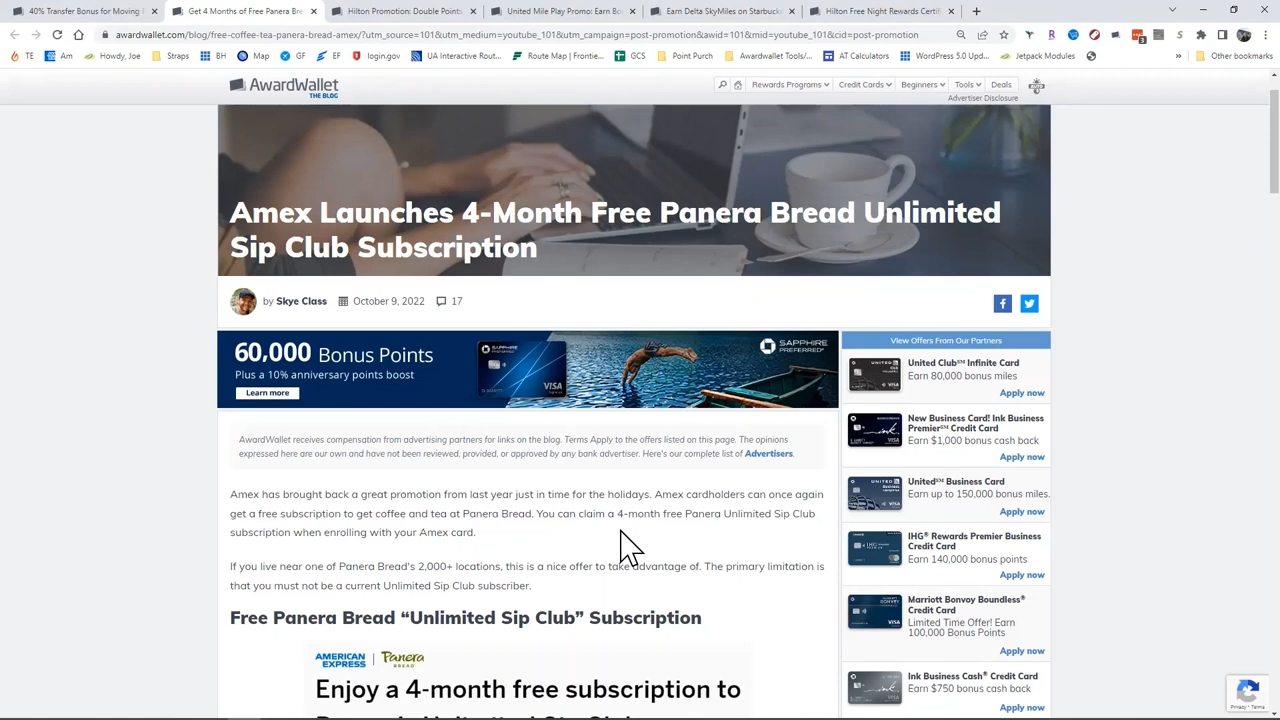 40% Transfer Bonus for Moving F
Get 4 Months of Free Panera Bre
Hilton Promotion: Double Points
United Mile Play Promo: Earn Bo
Earn Delta SkyMiles on Starbuck
Hilton Free Night Rewards Certifi
awardwallet.com/blog/free-coffee-tea-panera-bread-amex/?utm_source=101&utm_medium=youtube_101&utm_campaign=post-promotion&awid=101&mid=youtube_101&cid=post-promotion
TE
Cowen
Howdy Joe
Straps
BH
Map
GF
EF
login.gov
UA Interactive Rout...
Route Map | Frontie...
GCS
Point Purch
Awardwallet Tools/...
AT Calculators
WordPress 5.0 Upd...
Jetpack Modules
Other bookmarks
AwardWallet
THE BLOG
Rewards Programs
Credit Cards
Beginners
Tools
Deals
Advertiser Disclosure
Amex Launches 4-Month Free Panera Bread Unlimited
Sip Club Subscription
by Skye Class October 9, 2022 17
60,000 Bonus Points
Plus a 10% anniversary points boost
Learn more
SAPPHIRE
PREFERRED
VISA
SAPPHIRE
PREFERRED
AwardWallet receives compensation from advertising partners for links on the blog. Terms Apply to the offers listed on this page. The opinions
expressed here are our own and have not been reviewed, provided, or approved by any bank advertiser. Here's our complete list of Advertisers.
Amex has brought back a great promotion from last year just in time for the holidays. Amex cardholders can once again
get a free subscription to get coffee and tea at Panera Bread. You can claim a 4-month free Panera Unlimited Sip Club
subscription when enrolling with your Amex card.
If you live near one of Panera Bread's 2,000+ locations, this is a nice offer to take advantage of. The primary limitation is
that you must not be a current Unlimited Sip Club subscriber.
Free Panera Bread “Unlimited Sip Club” Subscription
AMERICAN
EXPRESS
Panera
BREAD
Enjoy a 4-month free subscription to
View Offers From Our Partners
United Club℠ Infinite Card
Earn 80,000 bonus miles
Apply now
New Business Card! Ink Business
Premier℠ Credit Card
Earn $1,000 bonus cash back
Apply now
United℠ Business Card
Earn up to 150,000 bonus miles.
Apply now
IHG® Rewards Premier Business
Credit Card
Earn 140,000 bonus points
Apply now
Marriott Bonvoy Boundless®
Credit Card
Limited Time Offer! Earn
100,000 Bonus Points
Apply now
Ink Business Cash® Credit Card
Earn $750 bonus cash back
Apply now
Privacy - Terms